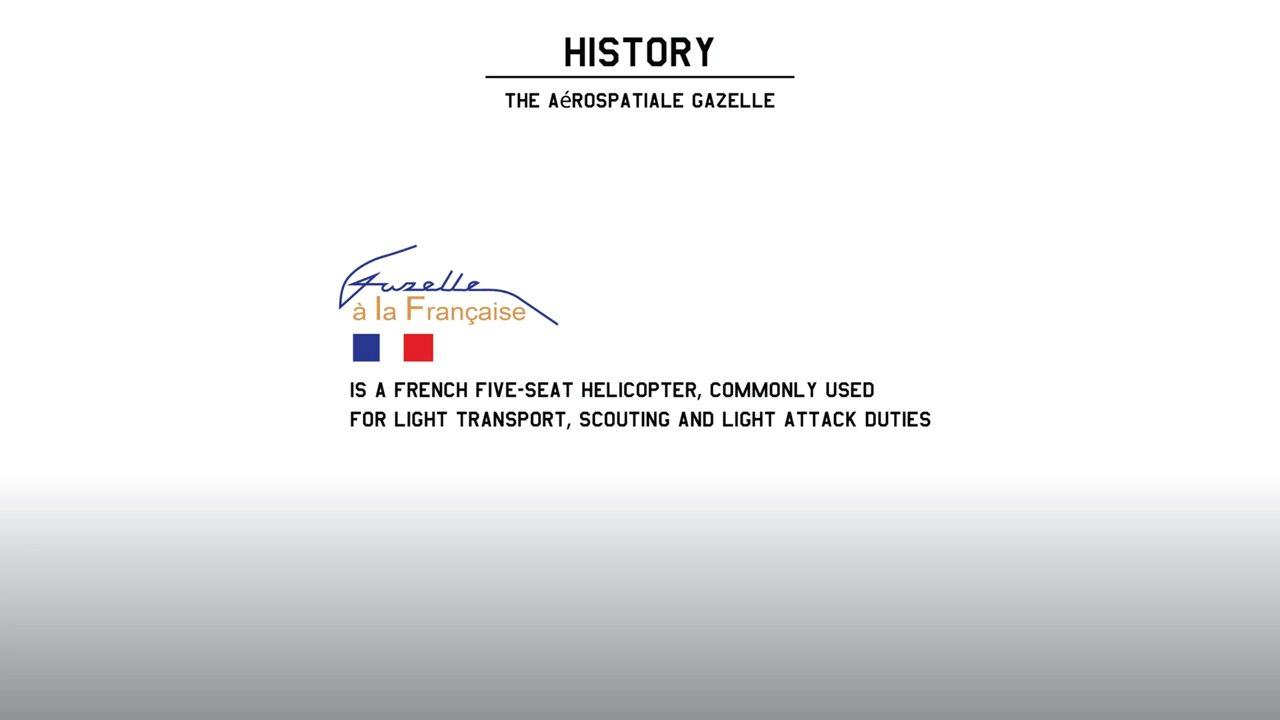 HISTORY
THE AéROSPATIALE GAZELLE
Gazelle
à la Française
IS A FRENCH FIVE-SEAT HELICOPTER, COMMONLY USED
FOR LIGHT TRANSPORT, SCOUTING AND LIGHT ATTACK DUTIES